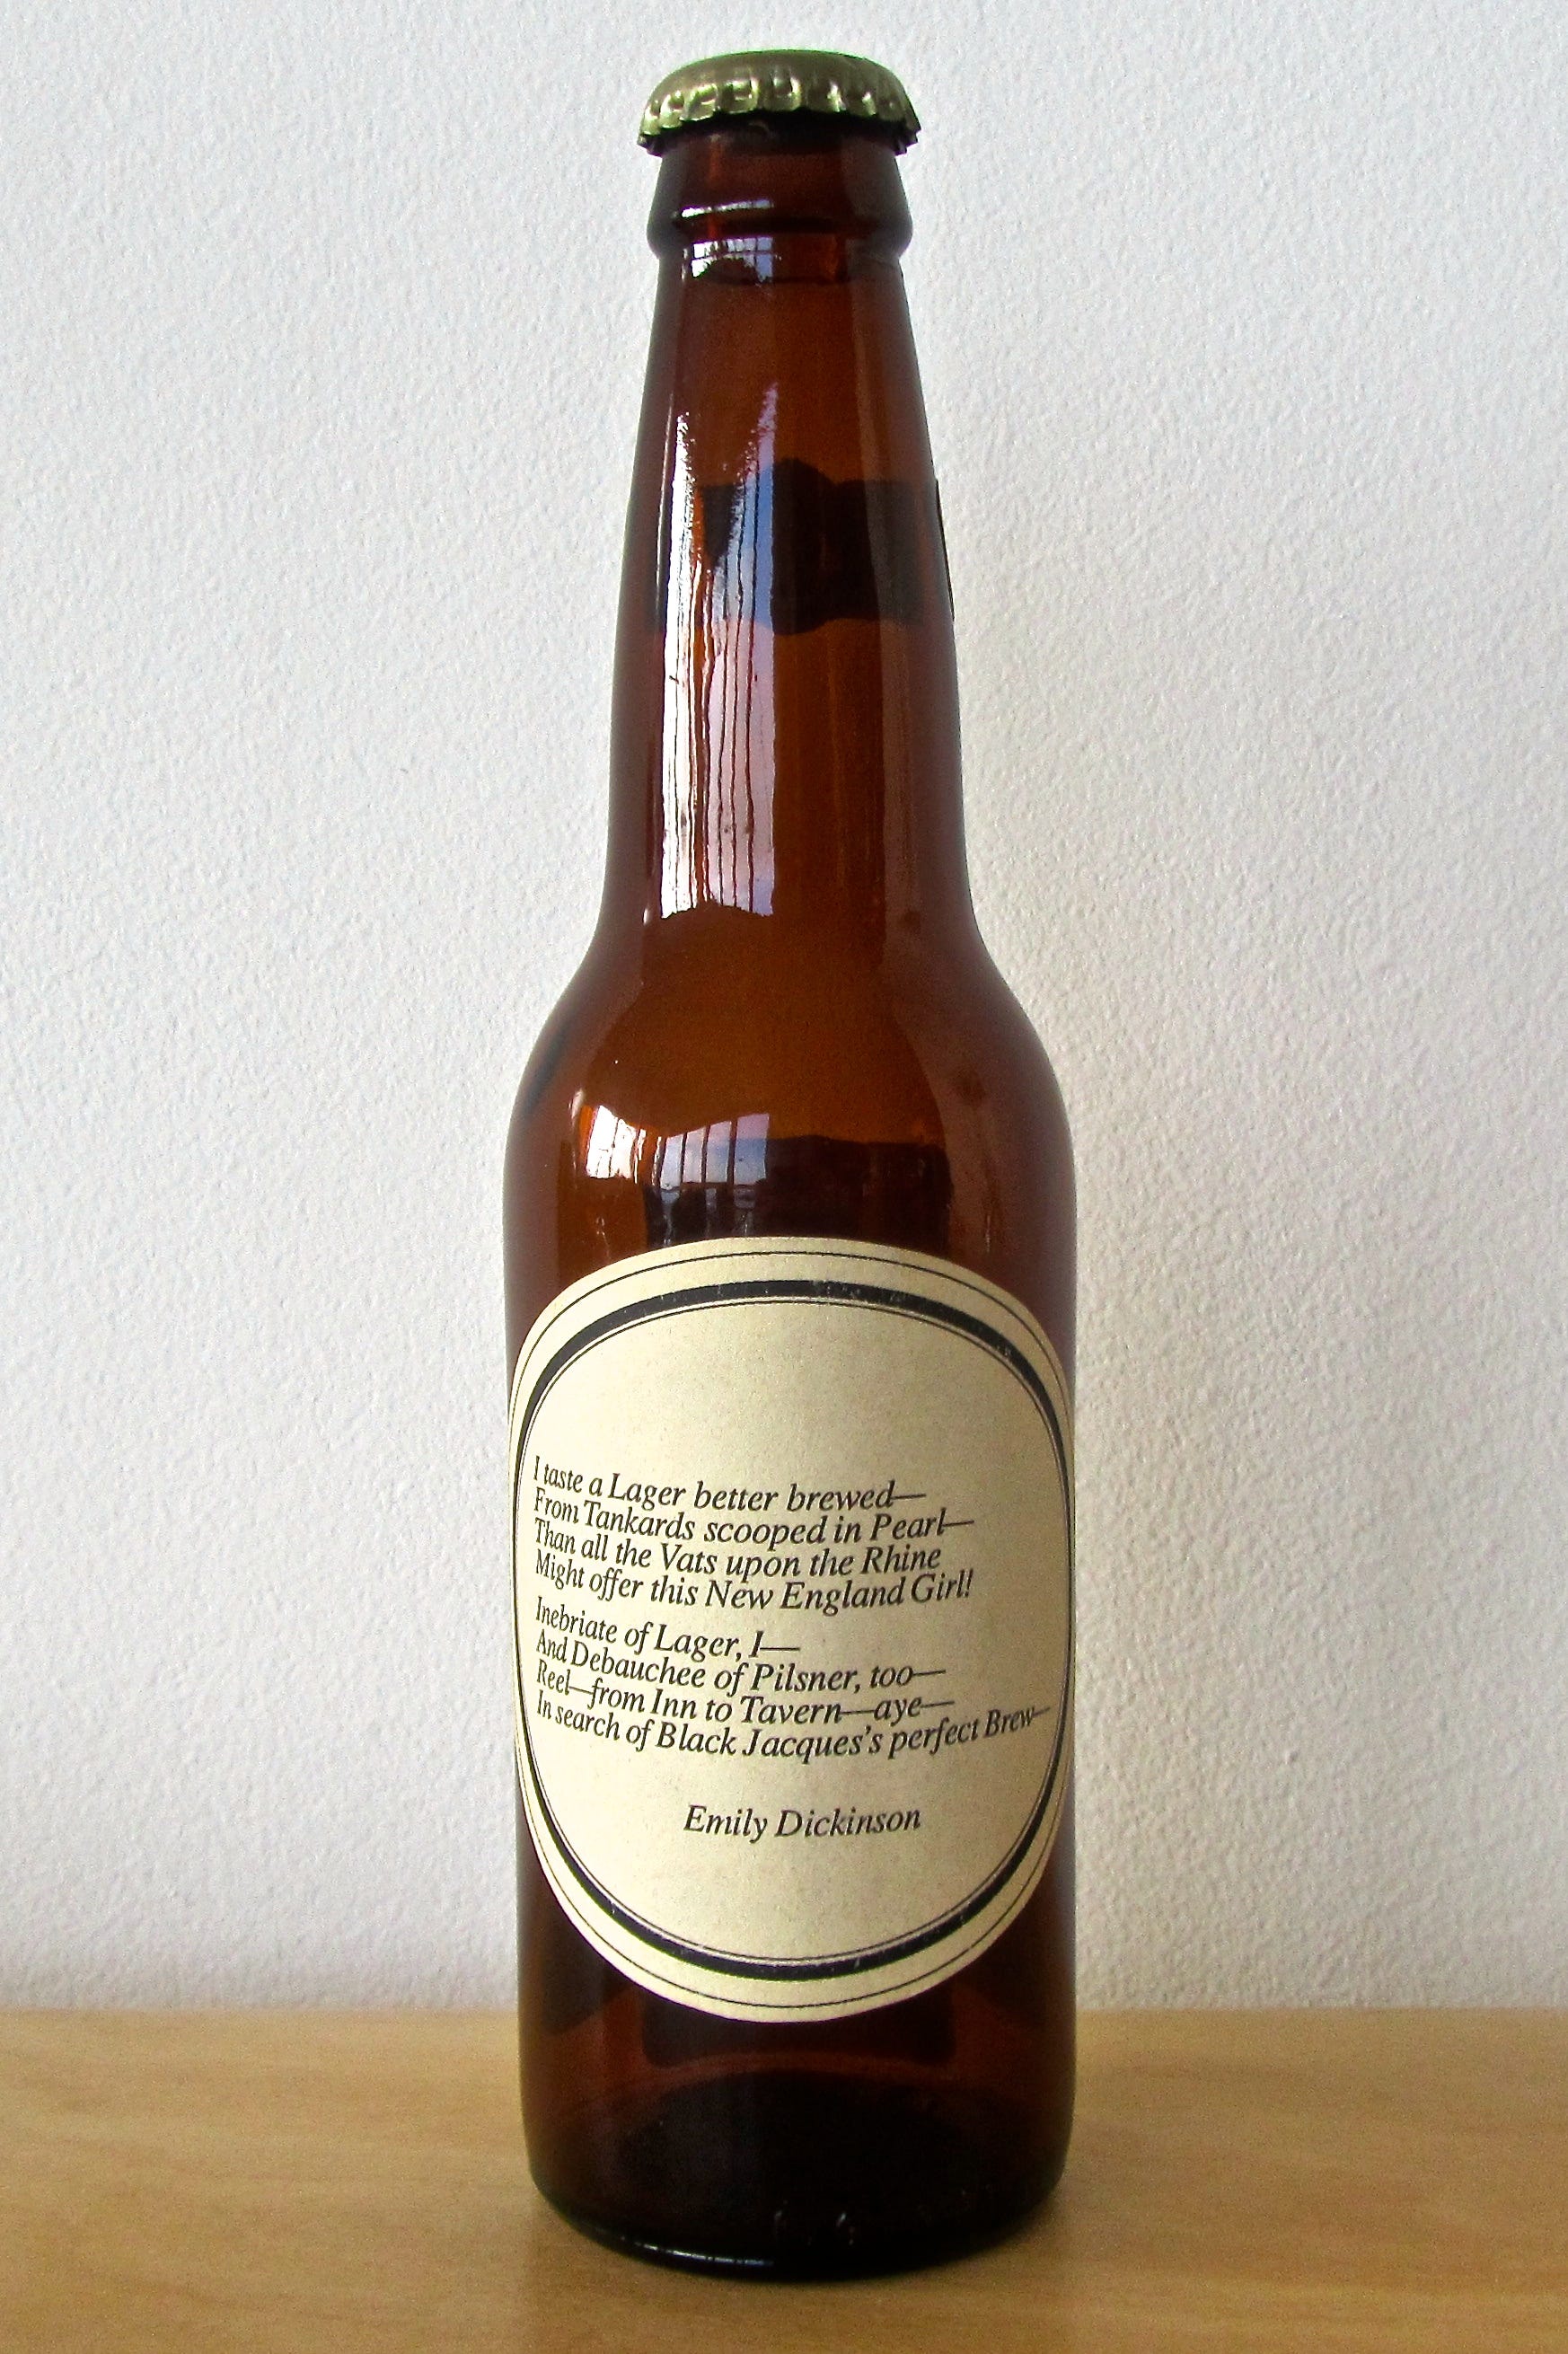 I taste a Lager better brewed—
From Tankards scooped in Pearl—
Than all the Vats upon the Rhine
Might offer this New England Girl!
Inebriate of Lager, I—
And Debauchee of Pilsner, too—
Reel—from Inn to Tavern—aye—
In search of Black Jacques's perfect Brew—
Emily Dickinson